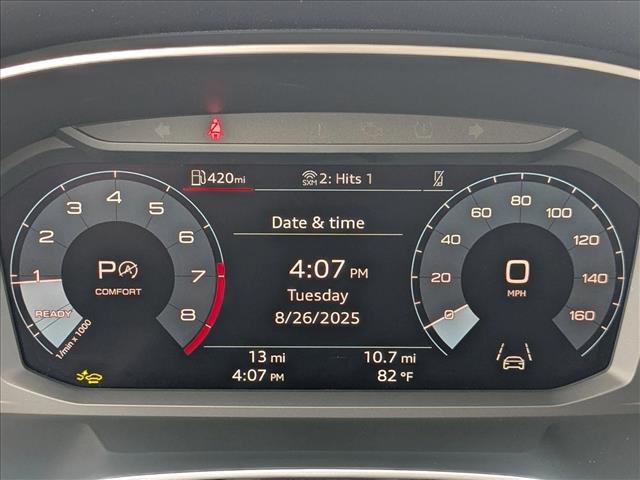 420mi
SXM 2: Hits 1
Date & time
4:07 PM
Tuesday
8/26/2025
13 mi
10.7 mi
4:07 PM
82 °F
READY
1
2
3
4
5
6
7
8
1/min x 1000
P A
COMFORT
0
20
40
60
80
100
120
140
160
0
MPH